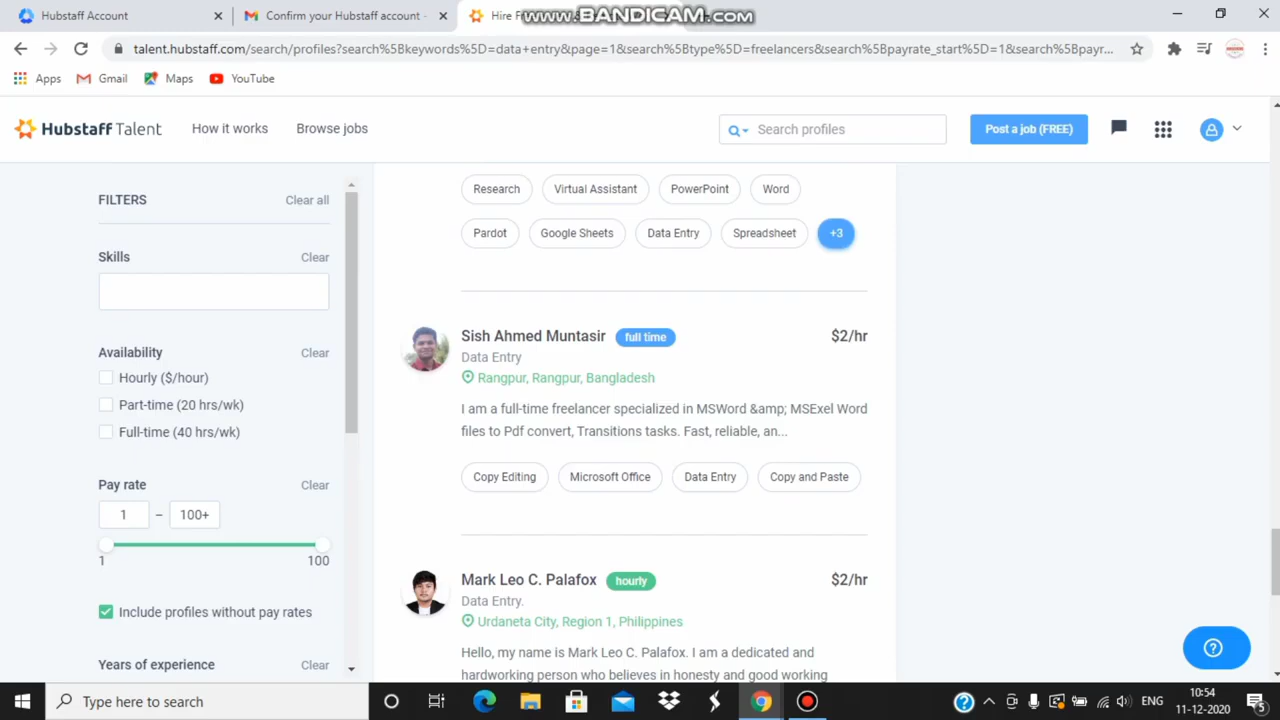 Hubstaff Account
Confirm your Hubstaff account -
Hire F
www.BANDICAM.com
talent.hubstaff.com/search/profiles?search%5Bkeywords%5D=data+entry&page=1&search%5Btype%5D=freelancers&search%5Bpayrate_start%5D=1&search%5Bpayr...
Apps
Gmail
Maps
YouTube
Hubstaff Talent
How it works
Browse jobs
Search profiles
Post a job (FREE)
FILTERS
Clear all
Skills
Clear
Availability
Clear
Hourly ($/hour)
Part-time (20 hrs/wk)
Full-time (40 hrs/wk)
Pay rate
Clear
1 – 100+
1
100
Include profiles without pay rates
Years of experience
Clear
Research
Virtual Assistant
PowerPoint
Word
Pardot
Google Sheets
Data Entry
Spreadsheet
+3
Sish Ahmed Muntasir
full time
$2/hr
Data Entry
Rangpur, Rangpur, Bangladesh
I am a full-time freelancer specialized in MSWord &amp; MSExel Word
files to Pdf convert, Transitions tasks. Fast, reliable, an...
Copy Editing
Microsoft Office
Data Entry
Copy and Paste
Mark Leo C. Palafox
hourly
$2/hr
Data Entry.
Urdaneta City, Region 1, Philippines
Hello, my name is Mark Leo C. Palafox. I am a dedicated and
hardworking person who believes in honesty and good working
Type here to search
ENG
10:54
11-12-2020
5